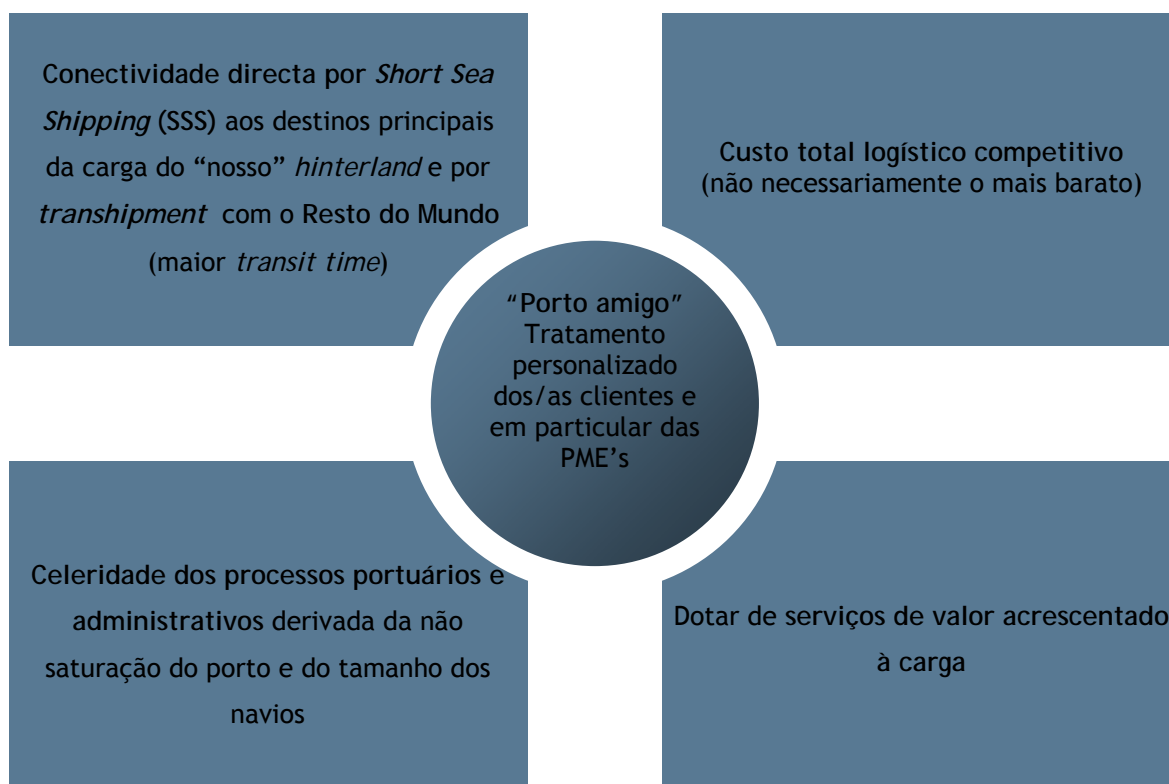 Conectividade directa por Short Sea
Shipping (SSS) aos destinos principais
da carga do “nosso” hinterland e por
transhipment com o Resto do Mundo
(maior transit time)
Custo total logístico competitivo
(não necessariamente o mais barato)
“Porto amigo”
Tratamento
personalizado
dos/as clientes e
em particular das
PME’s
Celeridade dos processos portuários e
administrativos derivada da não
saturação do porto e do tamanho dos
navios
Dotar de serviços de valor acrescentado
à carga